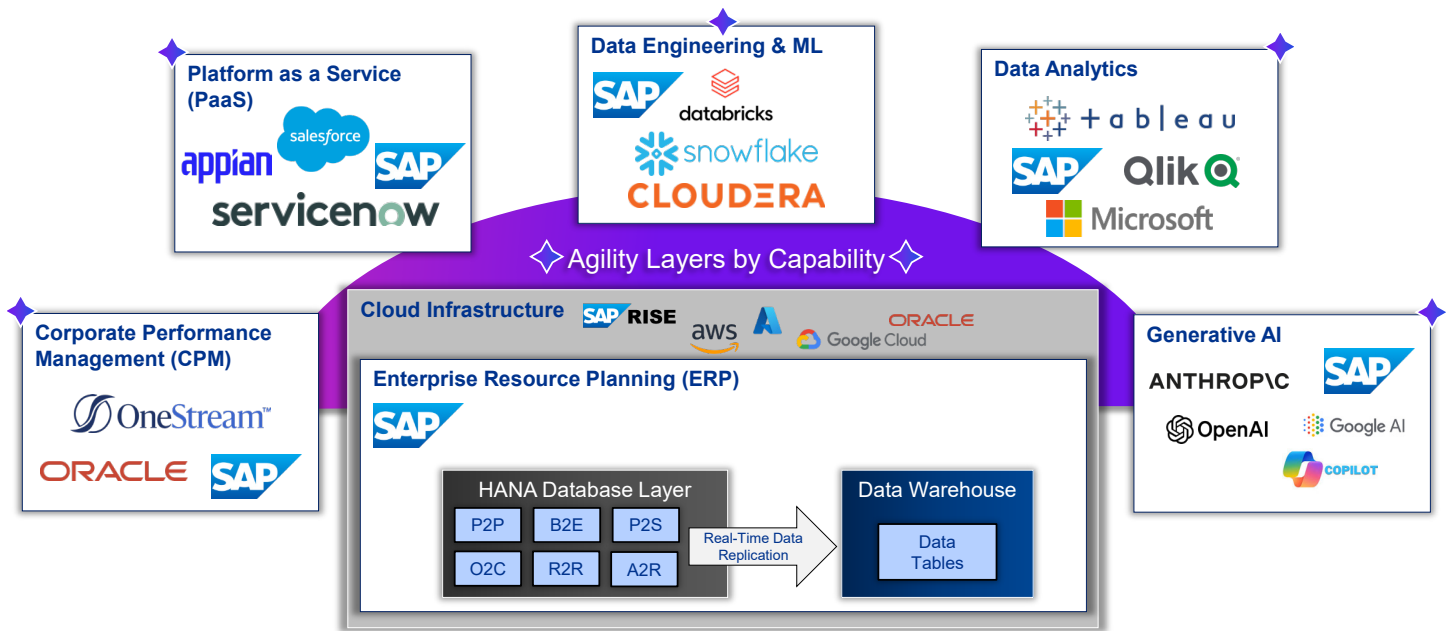 Platform as a Service
(PaaS)
salesforce
appian
SAP
servicenow
Data Engineering & ML
SAP
databricks
snowflake
CLOUDERA
Data Analytics
+ableau
SAP
Qlik
Microsoft
Agility Layers by Capability
Corporate Performance
Management (CPM)
OneStream™
ORACLE
SAP
Cloud Infrastructure
SAP RISE
aws
Google Cloud
ORACLE
Enterprise Resource Planning (ERP)
SAP
HANA Database Layer
P2P B2E P2S
O2C R2R A2R
Real-Time Data
Replication
Data Warehouse
Data
Tables
Generative AI
ANTHROP\C
SAP
OpenAI
Google AI
COPILOT